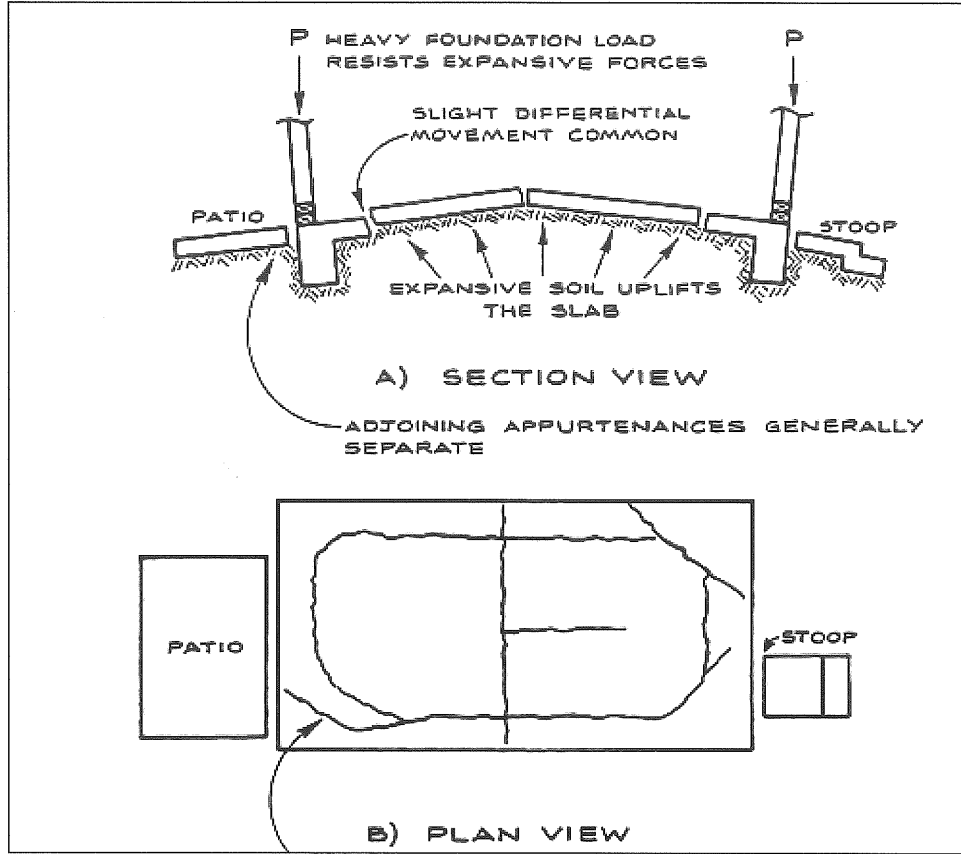 P HEAVY FOUNDATION LOAD
RESISTS EXPANSIVE FORCES
P
SLIGHT DIFFERENTIAL
MOVEMENT COMMON
PATIO
STOOP
EXPANSIVE SOIL UPLIFTS
THE SLAB
A) SECTION VIEW
ADJOINING APPURTENANCES GENERALLY
SEPARATE
PATIO
STOOP
B) PLAN VIEW